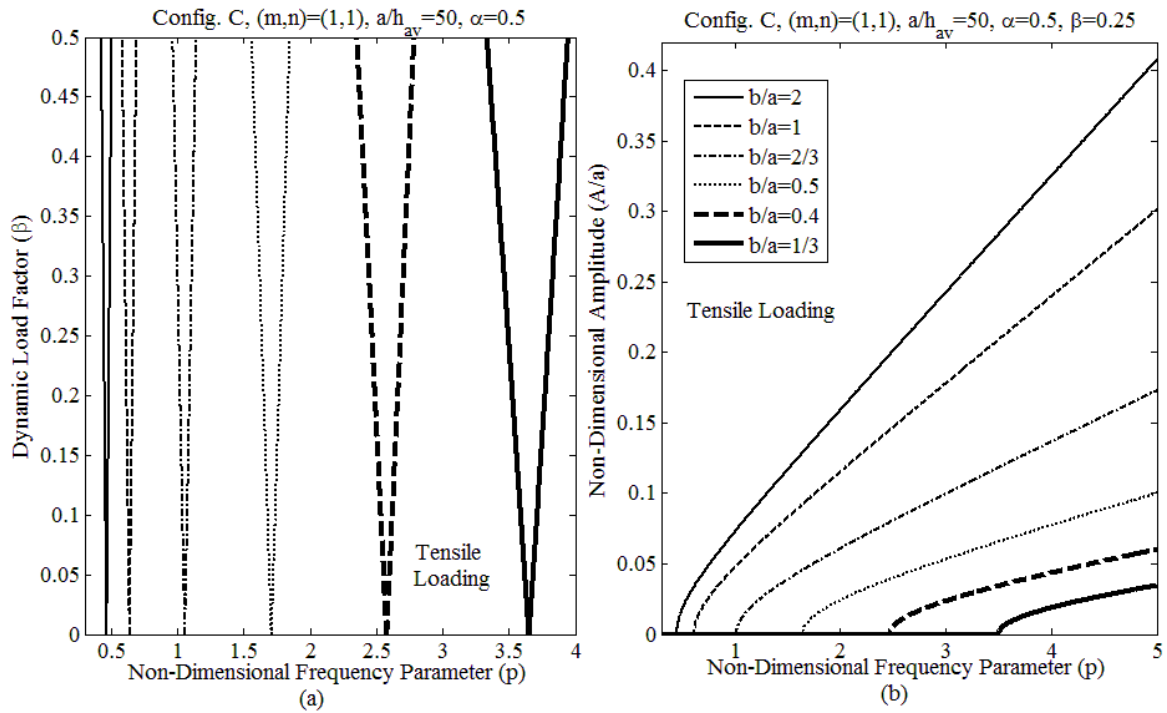 Config. C, (m,n)=(1,1), a/h_av=50, α=0.5
0.5
0.45
0.4
0.35
0.3
0.25
0.2
0.15
0.1
0.05
0
Dynamic Load Factor (β)
Tensile
Loading
0.5 1 1.5 2 2.5 3 3.5 4
Non-Dimensional Frequency Parameter (p)
(a)
Config. C, (m,n)=(1,1), a/h_av=50, α=0.5, β=0.25
0.4
0.35
0.3
0.25
0.2
0.15
0.1
0.05
0
Non-Dimensional Amplitude (A/a)
b/a=2
b/a=1
b/a=2/3
b/a=0.5
b/a=0.4
b/a=1/3
Tensile Loading
1 2 3 4 5
Non-Dimensional Frequency Parameter (p)
(b)